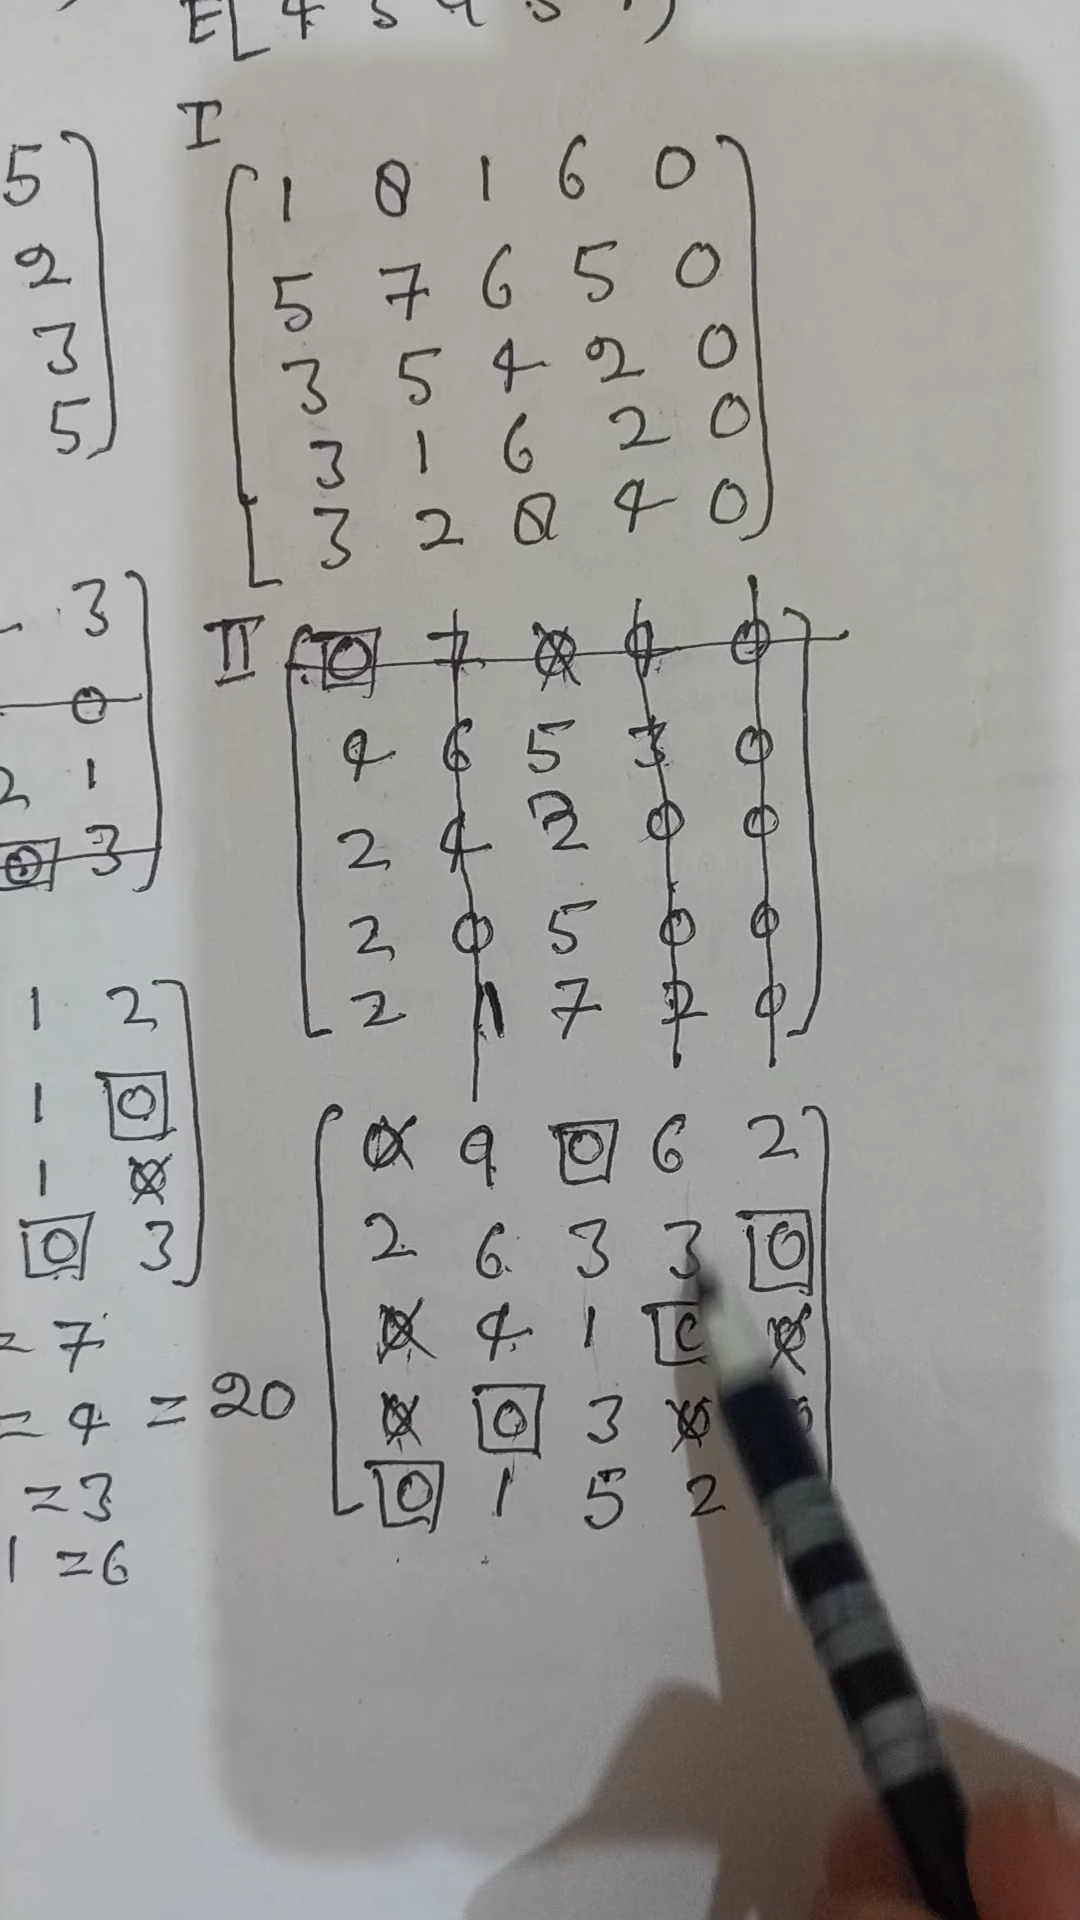 E[ 4 5 9
I
1 0 1 6 0
5 7 6 5 0
3 5 4 2 0
3 1 6 2 0
3 2 0 4 0
5
2
3
5
II
0 7 0 0
4 6 5 3 0
2 4 2 0 0
2 0 5 0 0
2 1 7 2 0
- 3
0
2 1
0 3
0 9 0 6 2
2 6 3 3 0
0 4 1 0 0
0 0 3 0 0
0 1 5 2
1 2
1 0
1 0
0 3
= 7
= 4 = 20
= 3
1 = 6